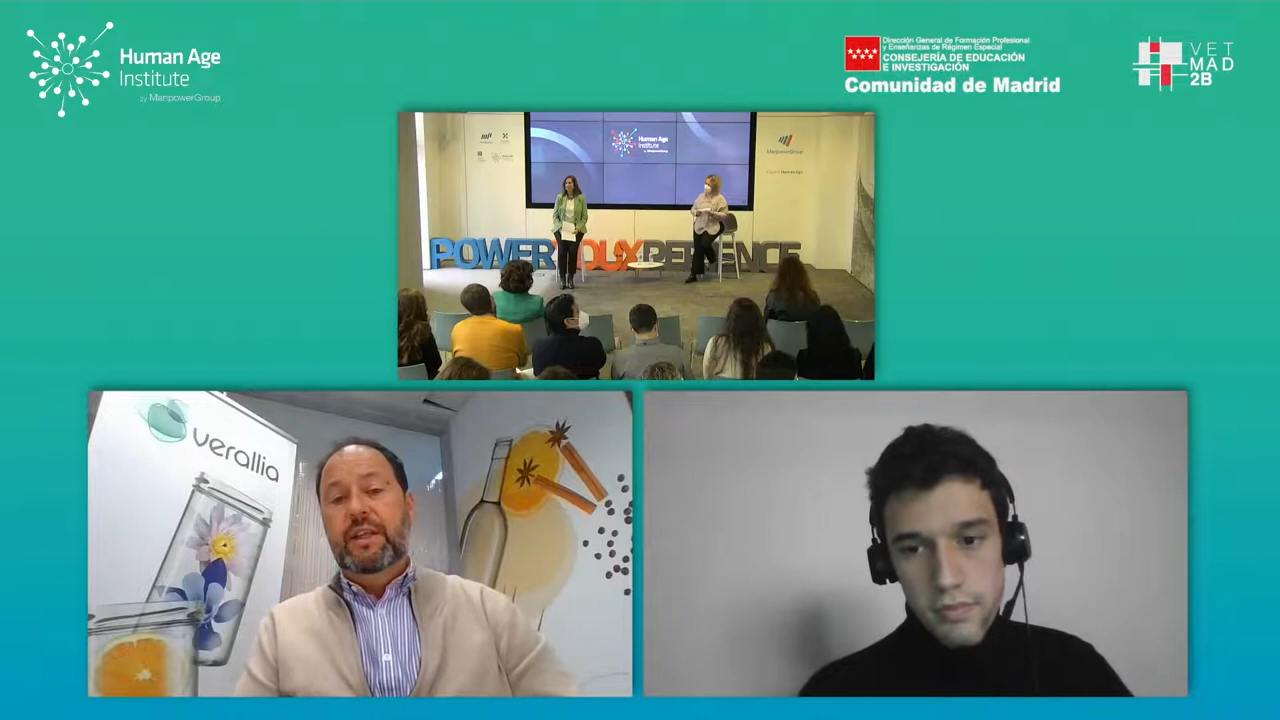 Human Age
Institute
by ManpowerGroup
Dirección General de Formación Profesional
y Enseñanzas de Régimen Especial
CONSEJERÍA DE EDUCACIÓN
E INVESTIGACIÓN
Comunidad de Madrid
VET
MAD
2B
Human Age
Institute
ManpowerGroup
POWERYOUXPERIENCE
verallia